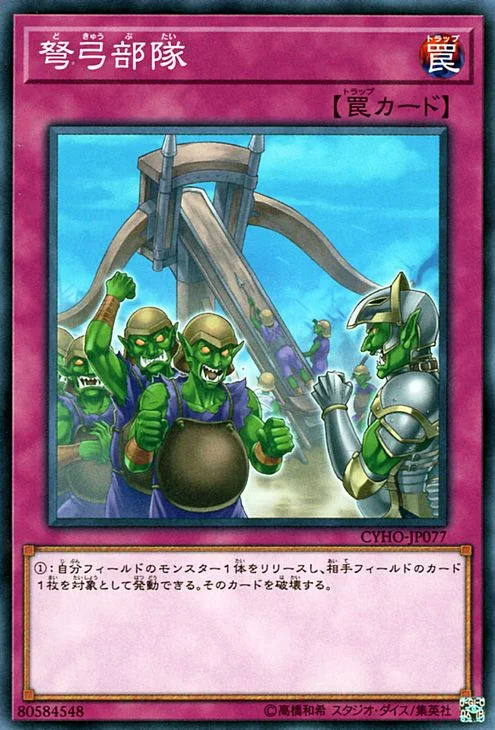 弩弓部隊
罠
【罠カード】
CYHO-JP077
①：自分フィールドのモンスター１体をリリースし、相手フィールドのカード
１枚を対象として発動できる。そのカードを破壊する。
80584548
©高橋和希 スタジオ・ダイス/集英社